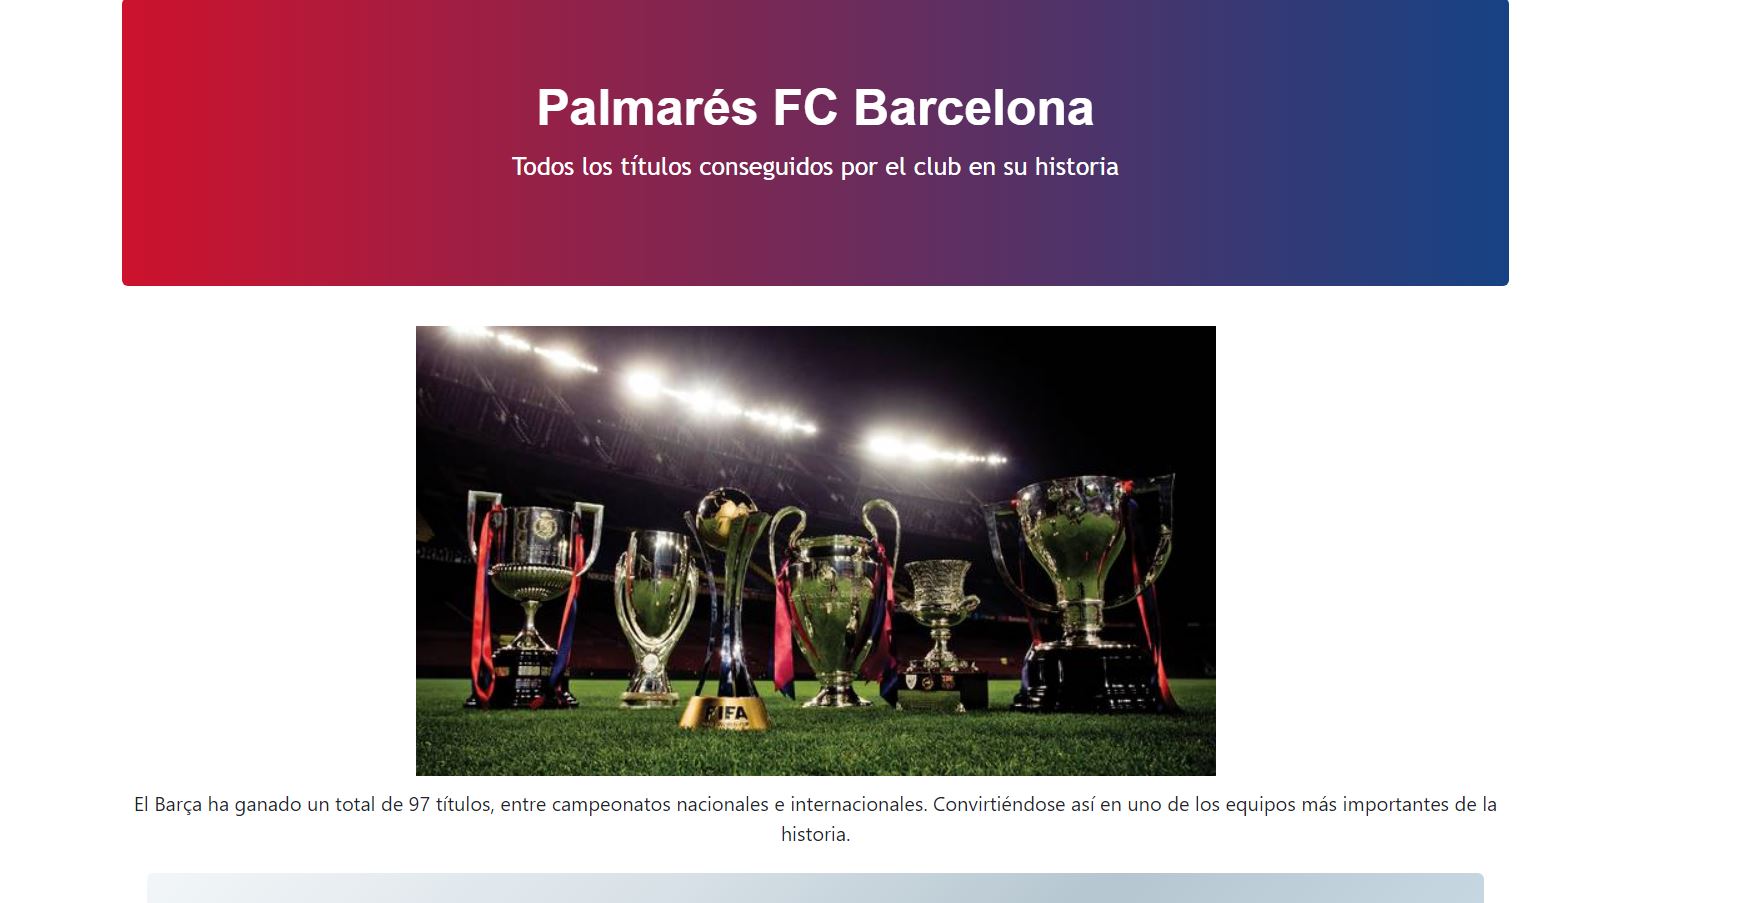 Palmarés FC Barcelona
Todos los títulos conseguidos por el club en su historia
FIFA
El Barça ha ganado un total de 97 títulos, entre campeonatos nacionales e internacionales. Convirtiéndose así en uno de los equipos más importantes de la
historia.